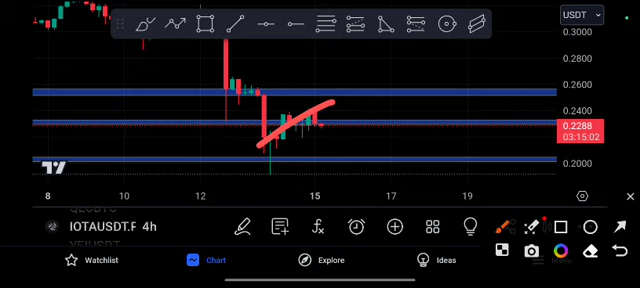 USDT
0.3000
0.2800
0.2600
0.2400
0.2288
03:15:02
0.2000
8 10 12 15 17 19
IOTAUSDT.P 4h
Watchlist
Chart
Explore
Ideas